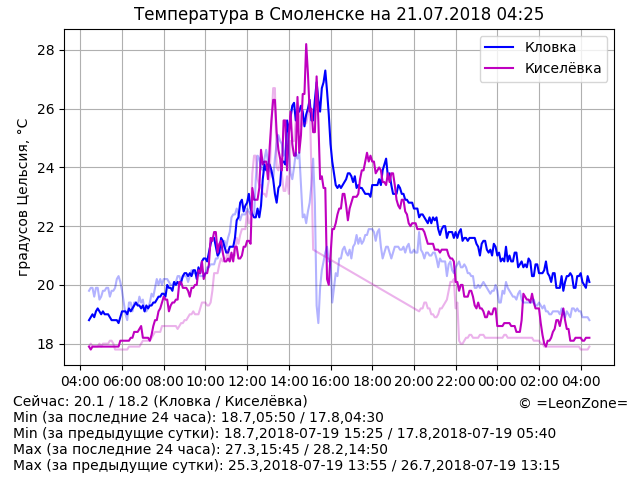 Температура в Смоленске на 21.07.2018 04:25
Кловка
Киселёвка
градусов Цельсия, °C
28
26
24
22
20
18
04:00 06:00 08:00 10:00 12:00 14:00 16:00 18:00 20:00 22:00 00:00 02:00 04:00
Сейчас: 20.1 / 18.2 (Кловка / Киселёвка)
© =LeonZone=
Min (за последние 24 часа): 18.7,05:50 / 17.8,04:30
Min (за предыдущие сутки): 18.7,2018-07-19 15:25 / 17.8,2018-07-19 05:40
Max (за последние 24 часа): 27.3,15:45 / 28.2,14:50
Max (за предыдущие сутки): 25.3,2018-07-19 13:55 / 26.7,2018-07-19 13:15